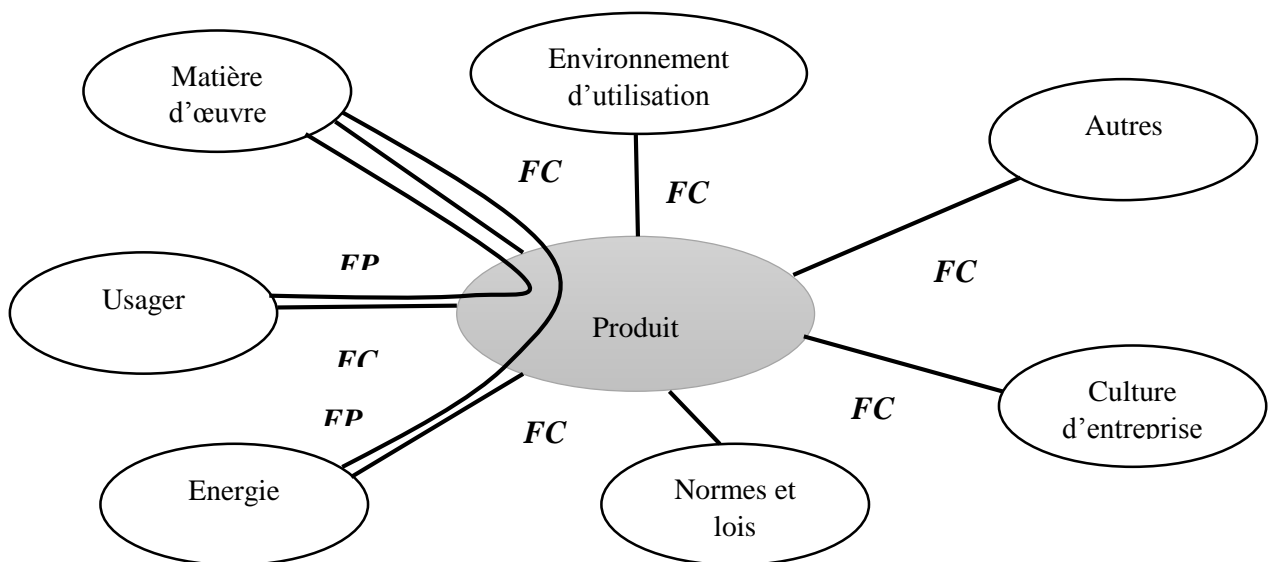 Matière
d’œuvre
Environnement
d’utilisation
Autres
FC
FC
FP
FC
Usager
Produit
FC
FP
FC
FC
Culture
d’entreprise
Energie
Normes et
lois